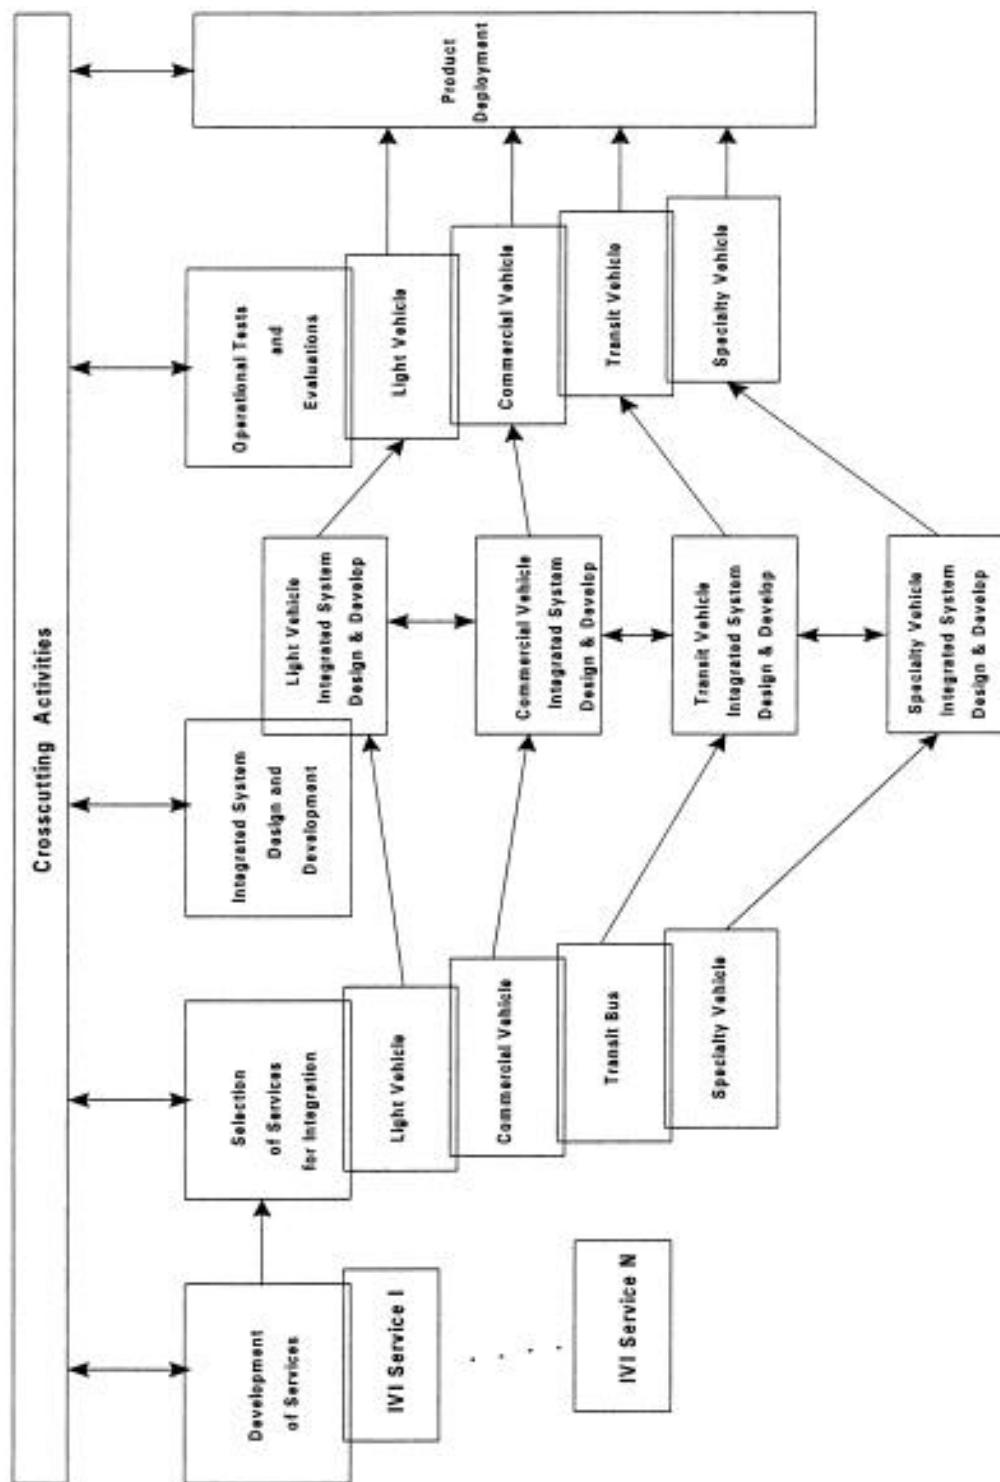 Crosscutting Activities
Development
of Services
IVI Service I
IVI Service N
Selection
of Services
for Integration
Light Vehicle
Commercial Vehicle
Transit Bus
Specialty Vehicle
Integrated System
Design and
Development
Light Vehicle
Integrated System
Design & Develop
Commercial Vehicle
Integrated System
Design & Develop
Transit Vehicle
Integrated System
Design & Develop
Specialty Vehicle
Integrated System
Design & Develop
Operational Tests
and
Evaluations
Light Vehicle
Commercial Vehicle
Transit Vehicle
Specialty Vehicle
Product
Deployment